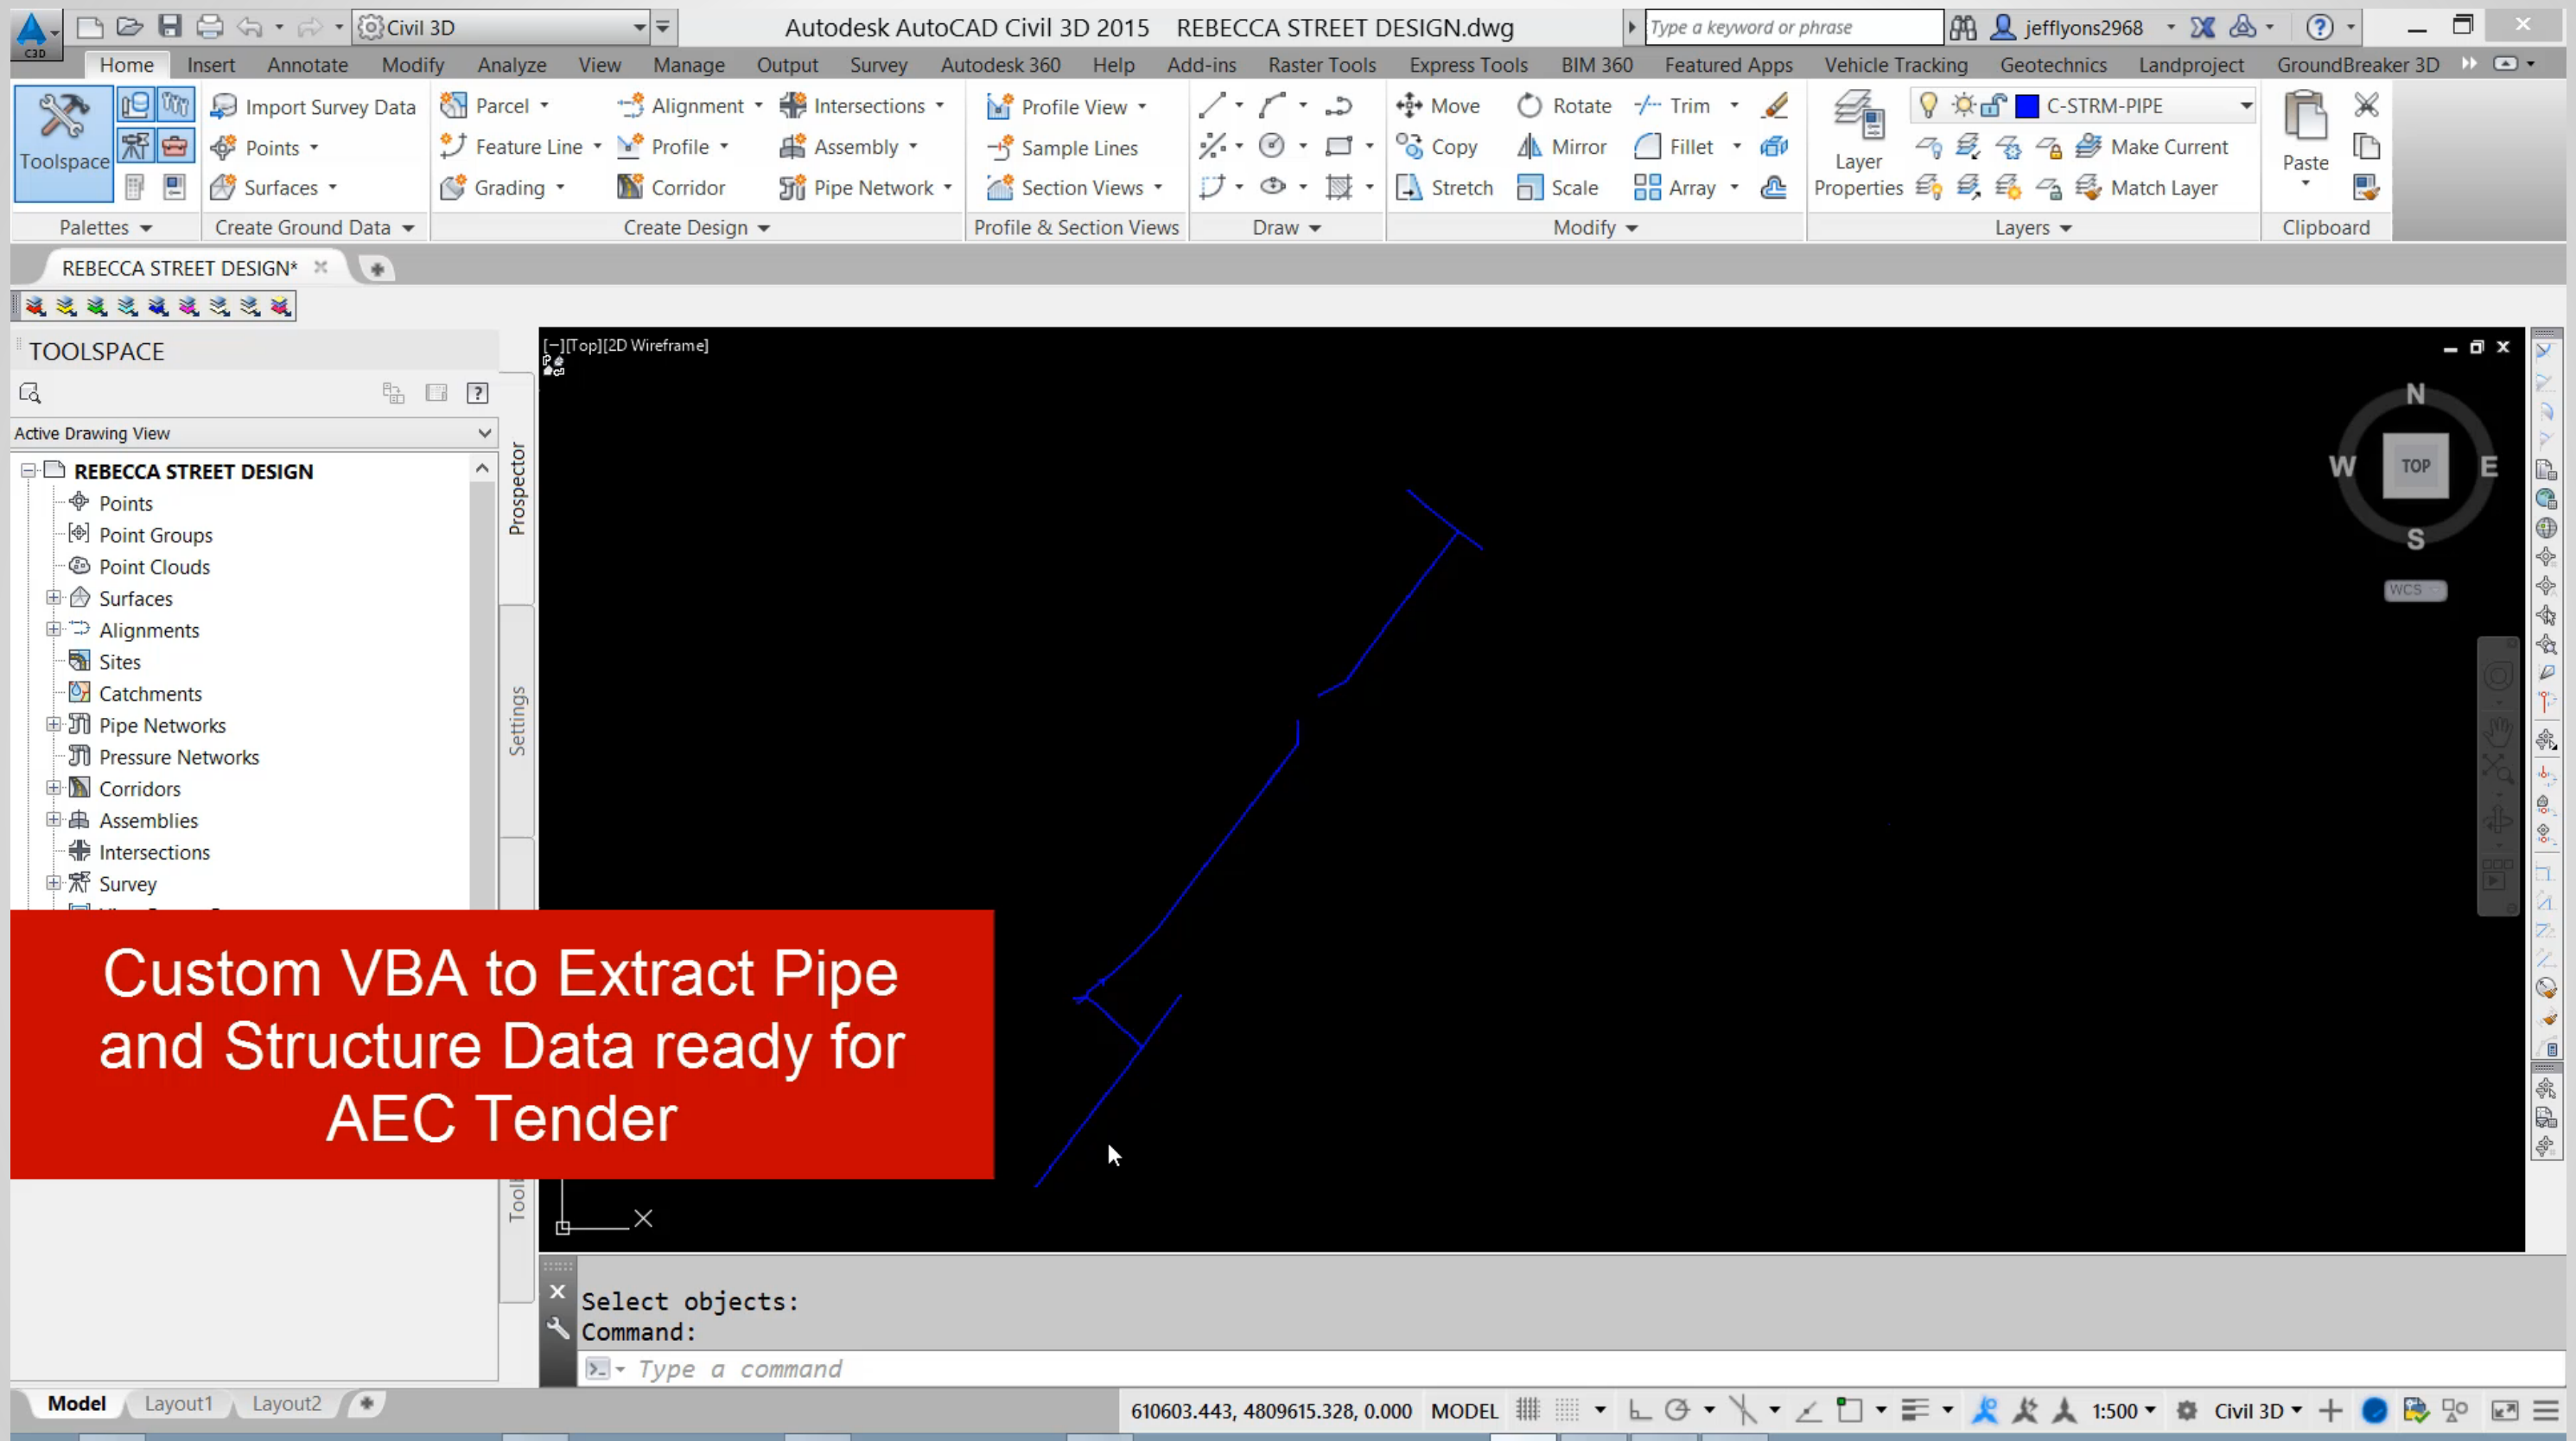 C3D
Civil 3D
Autodesk AutoCAD Civil 3D 2015 REBECCA STREET DESIGN.dwg
Type a keyword or phrase
jefflyons2968
Home Insert Annotate Modify Analyze View Manage Output Survey Autodesk 360 Help Add-ins Raster Tools Express Tools BIM 360 Featured Apps Vehicle Tracking Geotechnics Landproject GroundBreaker 3D
Import Survey Data Parcel Alignment Intersections Profile View Move Rotate Trim C-STRM-PIPE
Toolspace Points Feature Line Profile Assembly Sample Lines Copy Mirror Fillet Layer Properties Make Current Paste
Surfaces Grading Corridor Pipe Network Section Views Stretch Scale Array Match Layer
Palettes Create Ground Data Create Design Profile & Section Views Draw Modify Layers Clipboard
REBECCA STREET DESIGN*
TOOLSPACE
[−][Top][2D Wireframe]
Active Drawing View
REBECCA STREET DESIGN
Points
Point Groups
Point Clouds
Surfaces
Alignments
Sites
Catchments
Pipe Networks
Pressure Networks
Corridors
Assemblies
Intersections
Survey
Prospector
Settings
N
W TOP E
S
WCS
Custom VBA to Extract Pipe
and Structure Data ready for
AEC Tender
X
Select objects:
Command:
Type a command
Model Layout1 Layout2
610603.443, 4809615.328, 0.000 MODEL 1:500 Civil 3D